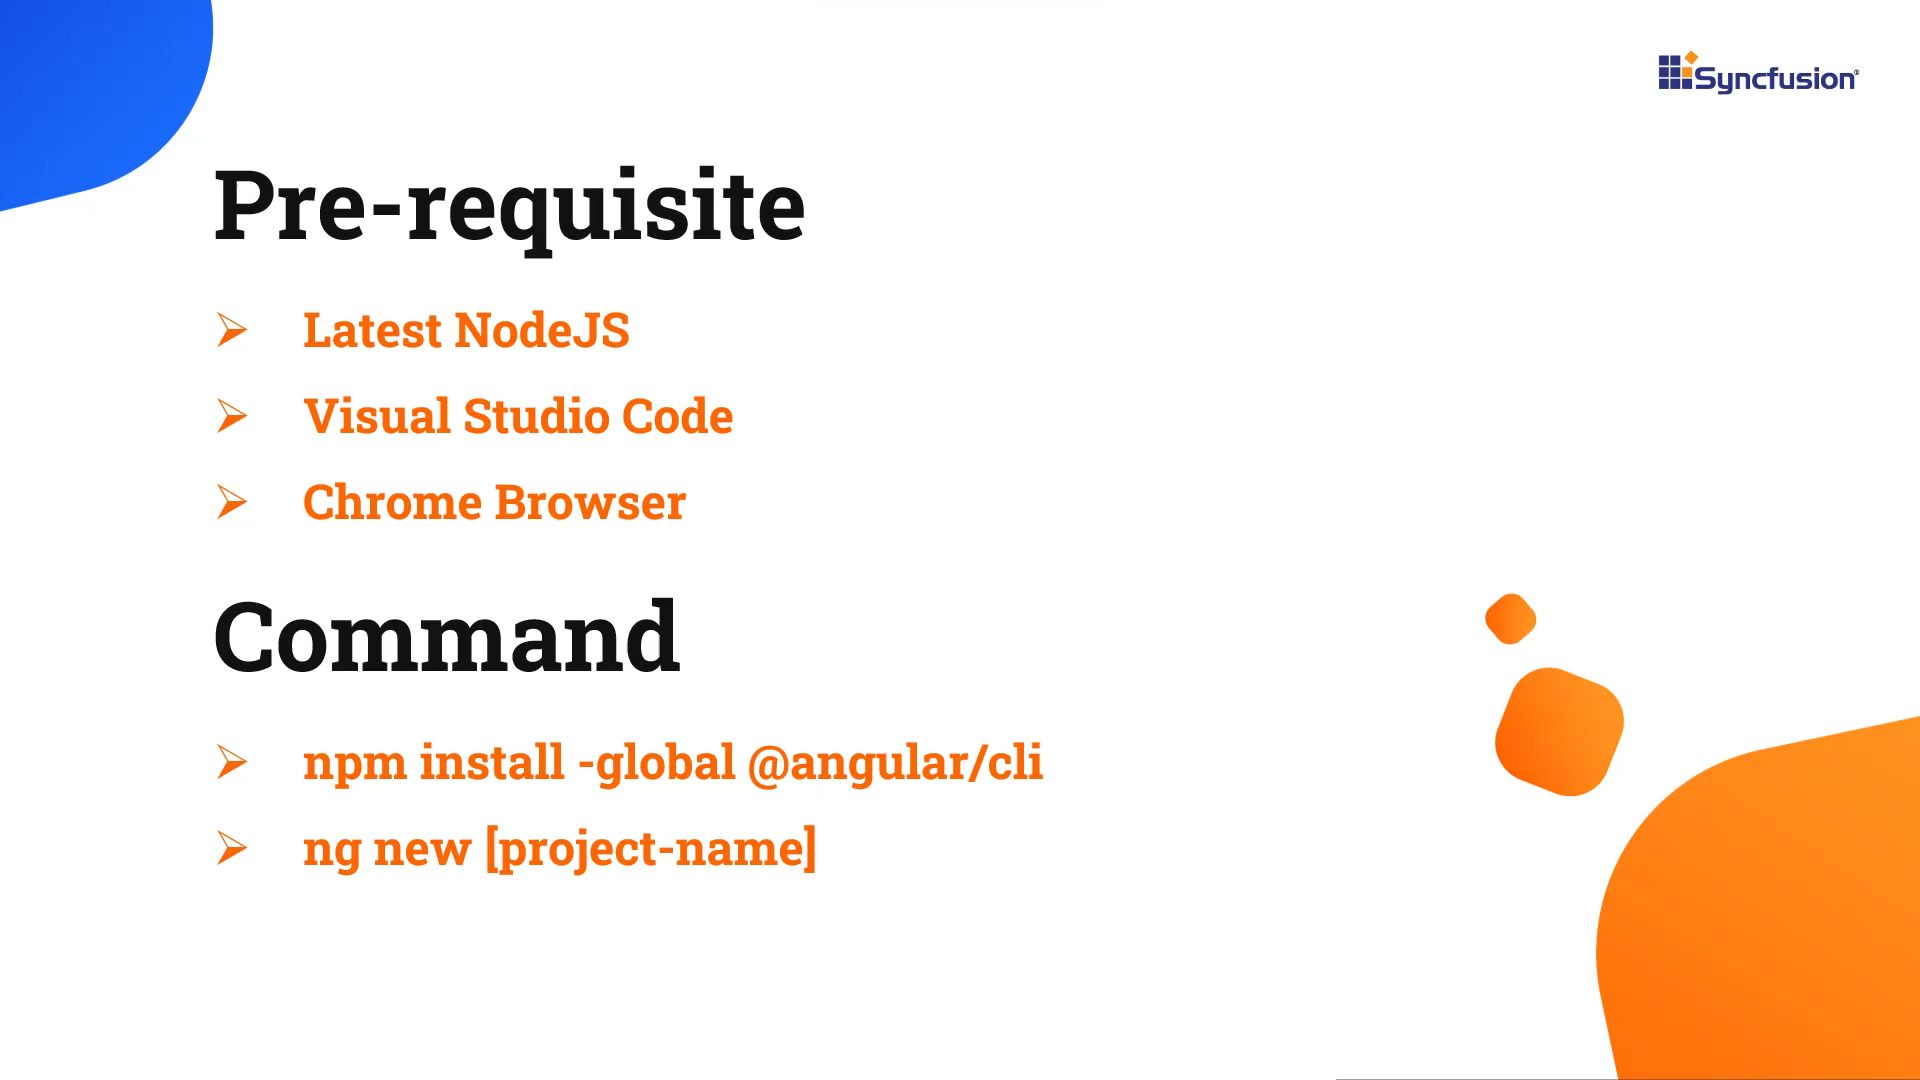 Syncfusion®
Pre-requisite
➢ Latest NodeJS
➢ Visual Studio Code
➢ Chrome Browser
Command
➢ npm install -global @angular/cli
➢ ng new [project-name]